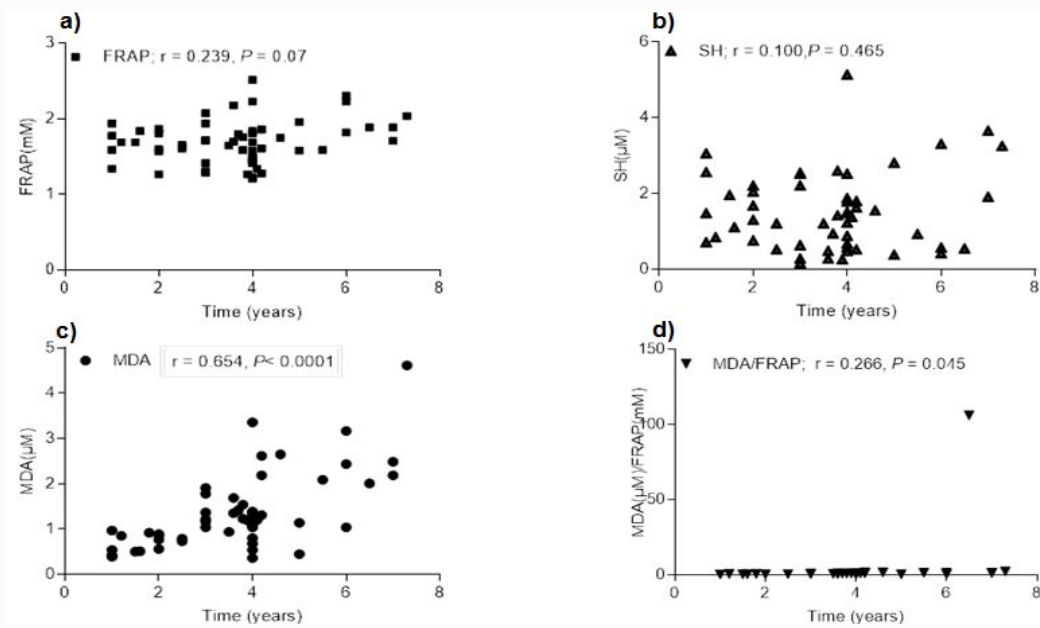 a)
3
FRAP; r = 0.239, P = 0.07
2
1
0
FRAP(mM)
0 2 4 6 8
Time (years)
b)
6
SH; r = 0.100,P = 0.465
4
2
0
SH(µM)
0 2 4 6 8
Time (years)
c)
5
MDA r = 0.654, P< 0.0001
4
3
2
1
0
MDA(µM)
0 2 4 6 8
Time (years)
d)
150
MDA/FRAP; r = 0.266, P = 0.045
100
50
0
MDA(µM)/FRAP(mM)
0 2 4 6 8
Time (years)